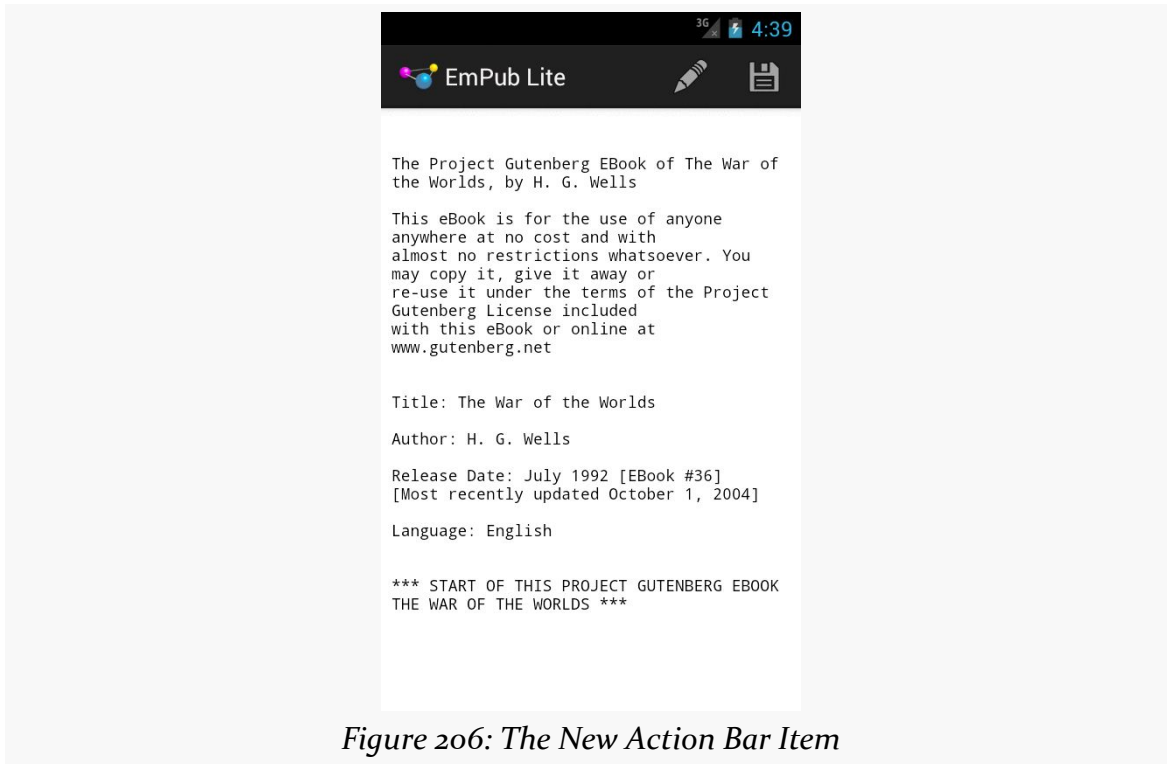 3G 4:39
EmPub Lite
The Project Gutenberg EBook of The War of
the Worlds, by H. G. Wells
This eBook is for the use of anyone
anywhere at no cost and with
almost no restrictions whatsoever. You
may copy it, give it away or
re-use it under the terms of the Project
Gutenberg License included
with this eBook or online at
www.gutenberg.net
Title: The War of the Worlds
Author: H. G. Wells
Release Date: July 1992 [EBook #36]
[Most recently updated October 1, 2004]
Language: English
*** START OF THIS PROJECT GUTENBERG EBOOK
THE WAR OF THE WORLDS ***
Figure 206: The New Action Bar Item